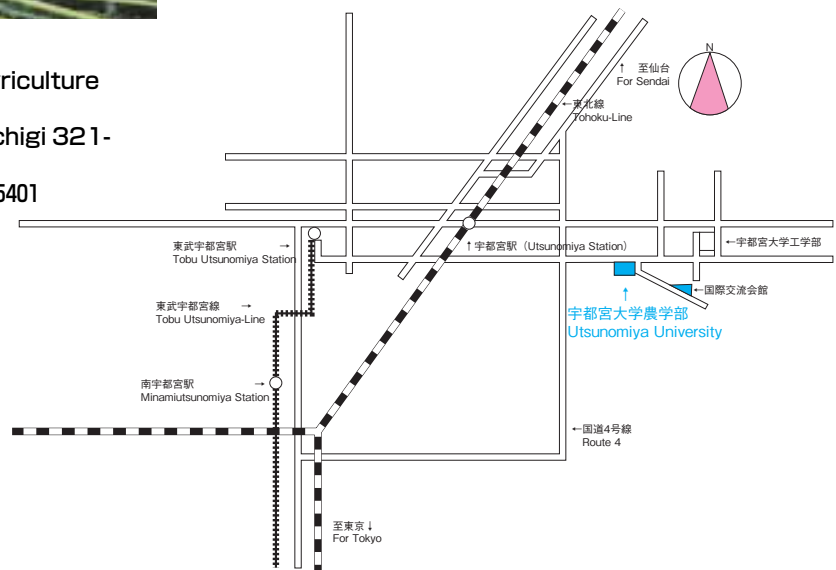 riculture
chigi 321-
5401
N
↑ 至仙台
For Sendai
←東北線
Tohoku-Line
東武宇都宮駅 →
Tobu Utsunomiya Station
↑宇都宮駅（Utsunomiya Station）
←宇都宮大学工学部
←国際交流会館
↑
宇都宮大学農学部
Utsunomiya University
東武宇都宮線 →
Tobu Utsunomiya-Line
南宇都宮駅 →
Minamiutsunomiya Station
←国道4号線
Route 4
至東京↓
For Tokyo